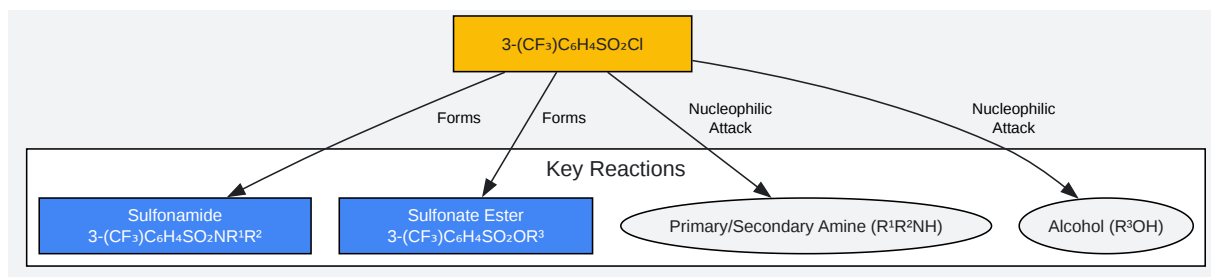 3-(CF₃)C₆H₄SO₂Cl
Forms
Forms
Nucleophilic
Attack
Nucleophilic
Attack
Key Reactions
Sulfonamide
3-(CF₃)C₆H₄SO₂NR¹R²
Sulfonate Ester
3-(CF₃)C₆H₄SO₂OR³
Primary/Secondary Amine (R¹R²NH)
Alcohol (R³OH)